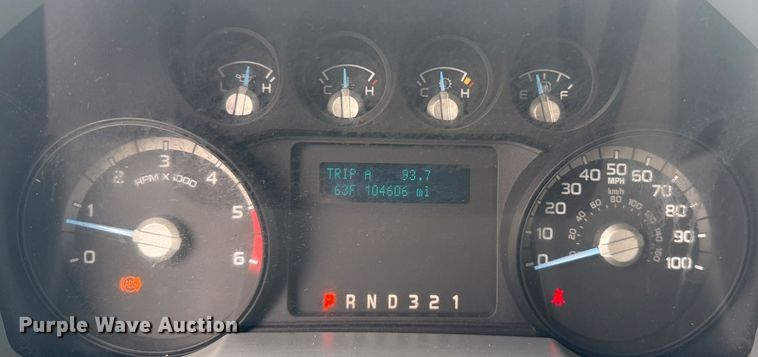 L H
C H
C H
E F
0 1 2 3 4 5 6
RPM X 1000
ABS
TRIP A 93.7
63F 104606 mi
P R N D 3 2 1
0 10 20 30 40 50 60 70 80 90 100
MPH
km/h
Purple Wave Auction